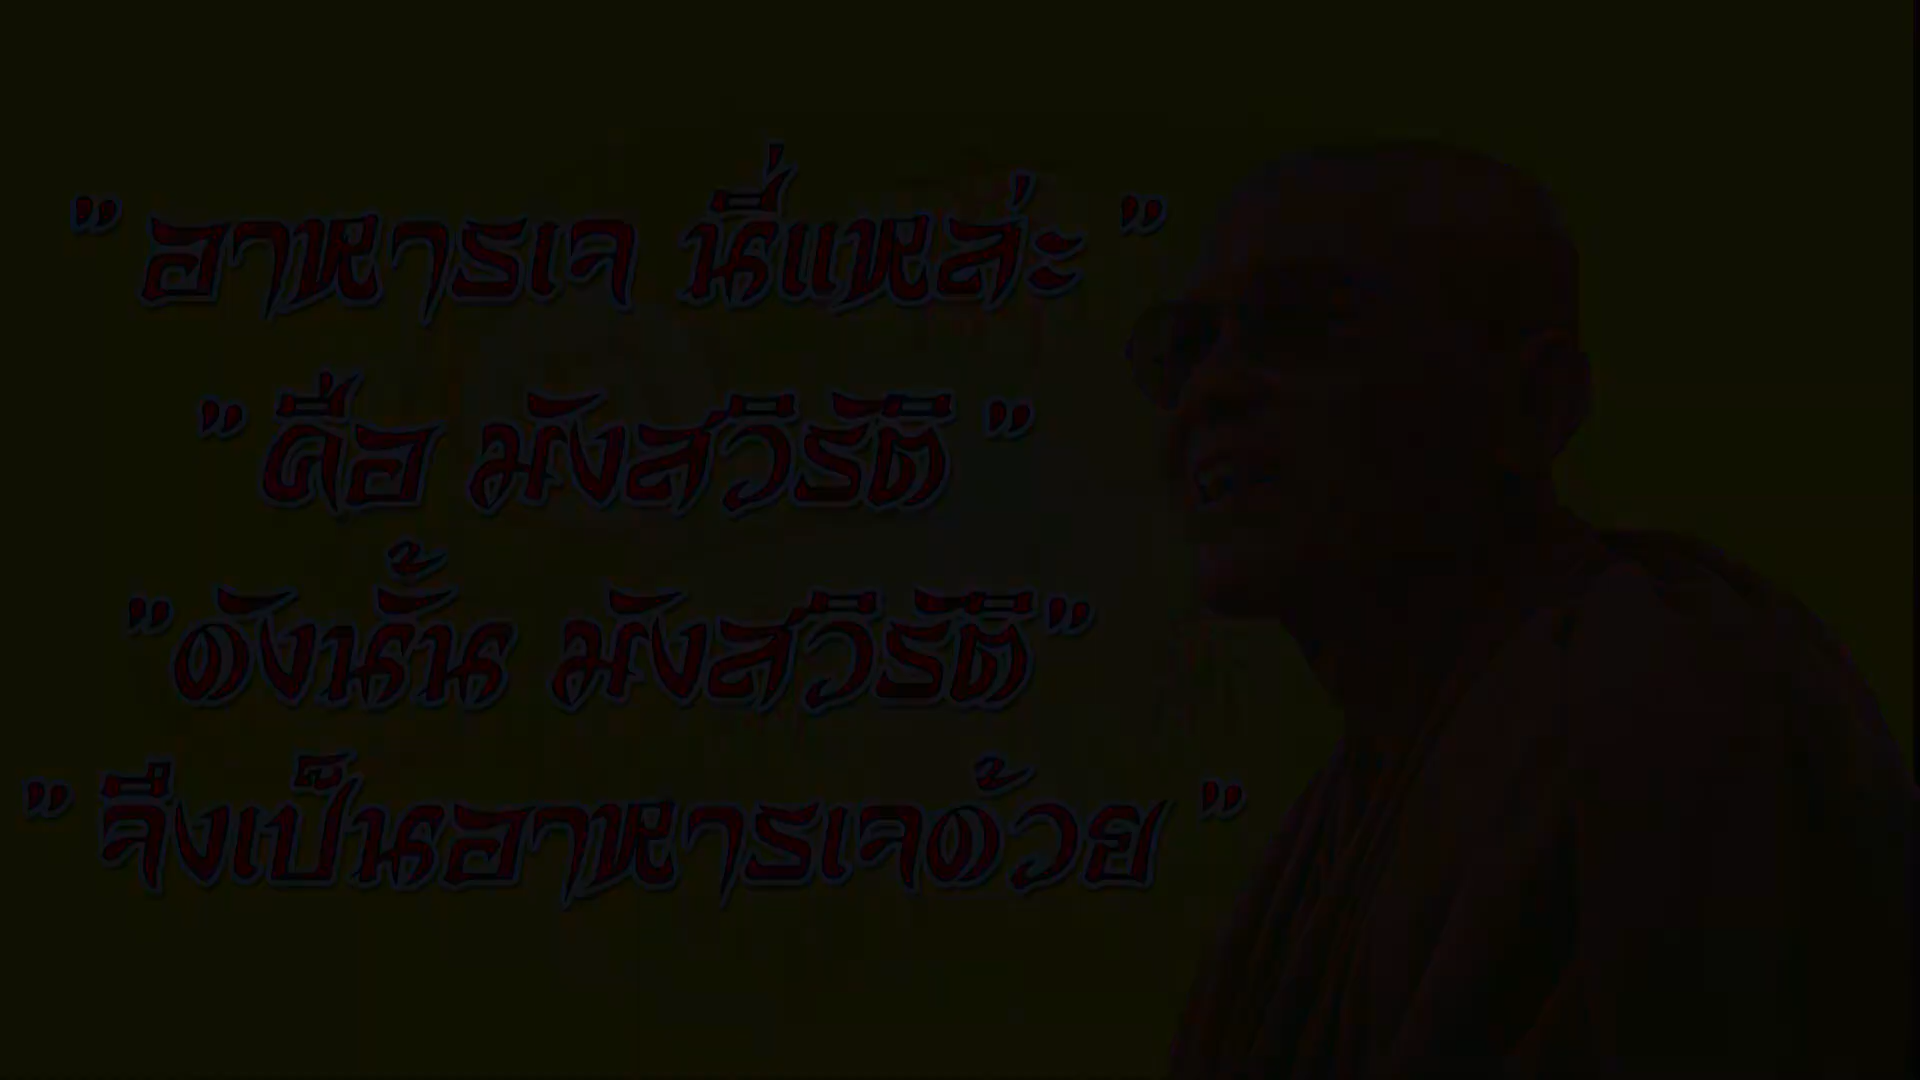 " อาหารเจ นี่แหล่ะ "
" คือ มังสวิรัติ "
"ดังนั้น มังสวิรัติ"
" จึงเป็นอาหารเจด้วย "